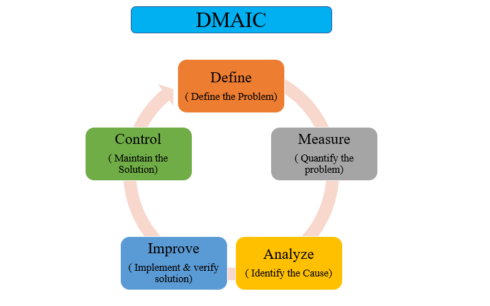 DMAIC
Define
( Define the Problem)
Measure
( Quantify the
problem)
Analyze
( Identify the Cause)
Improve
( Implement & verify
solution)
Control
( Maintain the
Solution)